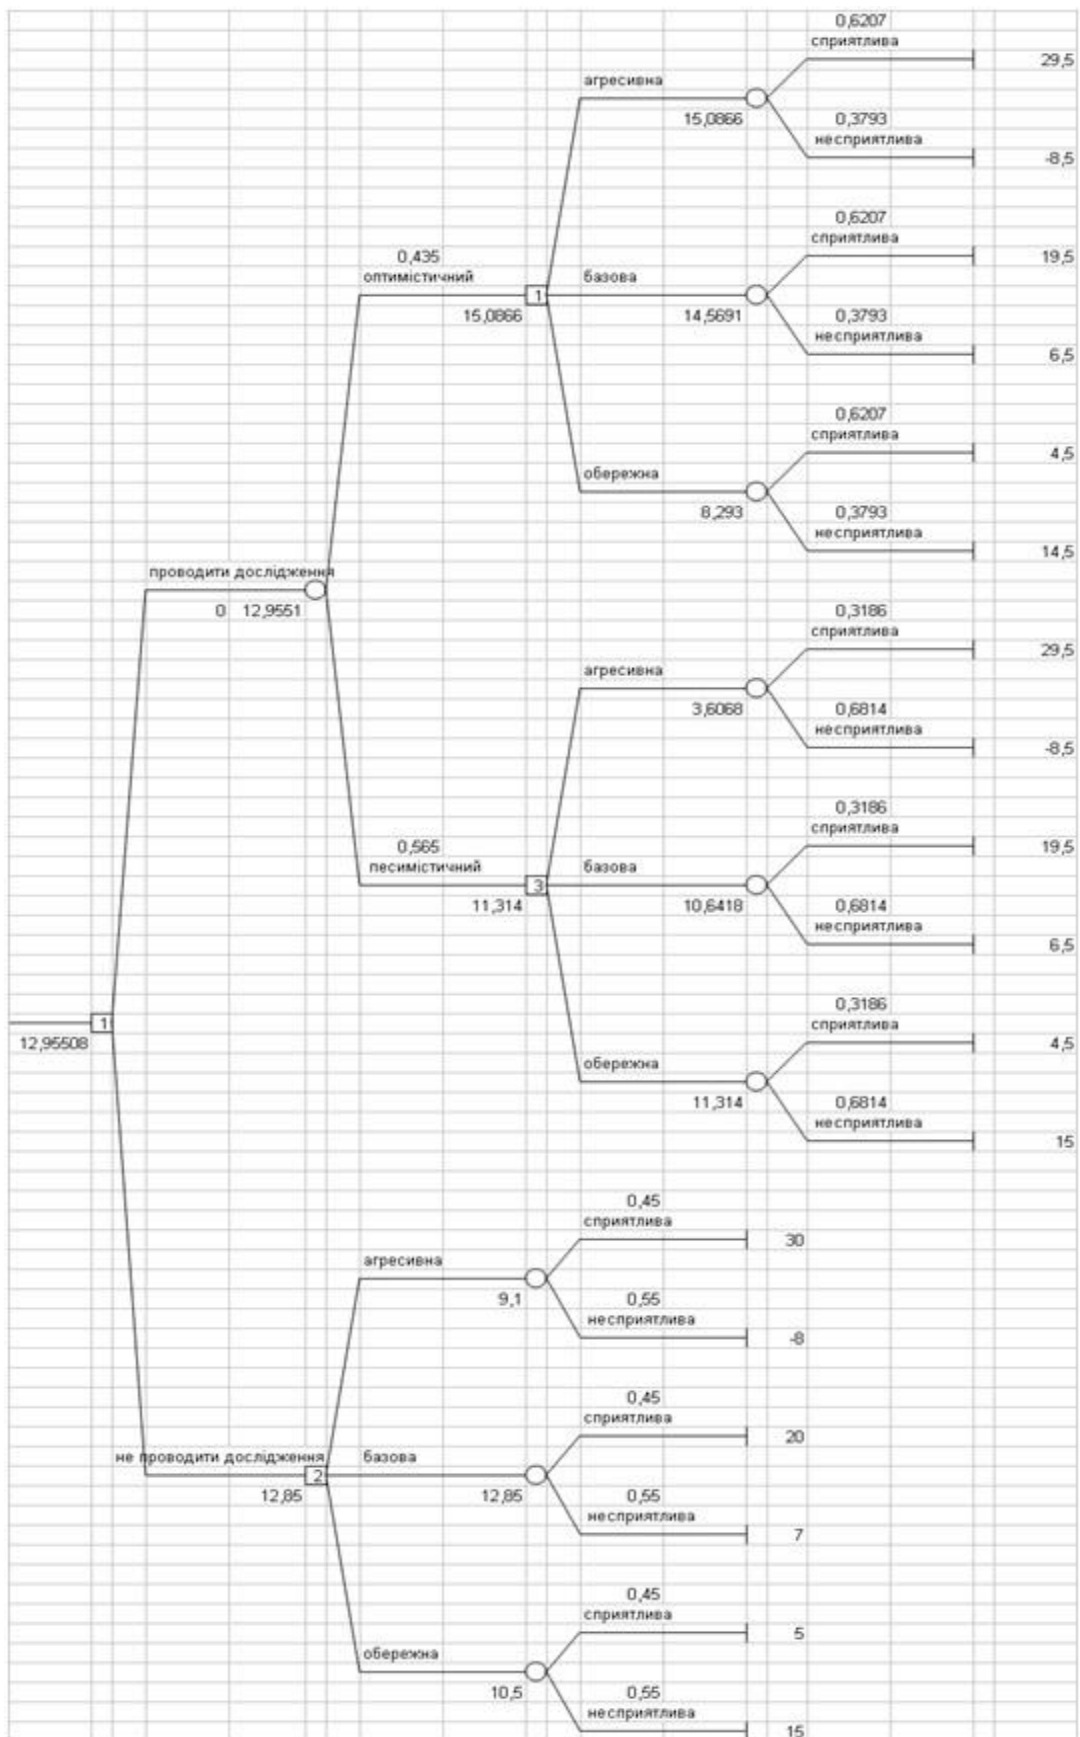 0,6207
сприятлива
29,5
агресивна
15,0866
0,3793
несприятлива
-8,5
0,6207
сприятлива
19,5
0,435
оптимістичний
базова
1
15,0866
14,5691
0,3793
несприятлива
6,5
0,6207
сприятлива
4,5
обережна
8,293
0,3793
несприятлива
14,5
проводити дослідження
0 12,9551
0,3186
сприятлива
29,5
агресивна
3,6068
0,6814
несприятлива
-8,5
0,3186
сприятлива
19,5
0,565
песимістичний
базова
3
11,314
10,6418
0,6814
несприятлива
6,5
0,3186
сприятлива
4,5
1
12,95508
обережна
11,314
0,6814
несприятлива
15
0,45
сприятлива
30
агресивна
9,1
0,55
несприятлива
-8
0,45
сприятлива
20
не проводити дослідження
базова
2
12,85
12,85
0,55
несприятлива
7
0,45
сприятлива
5
обережна
10,5
0,55
несприятлива
15